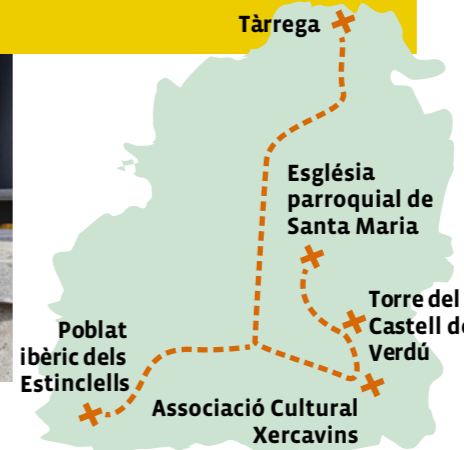 Tàrrega
Església
parroquial de
Santa Maria
Torre del
Castell de
Verdú
Poblat
ibèric dels
Estinclells
Associació Cultural
Xercavins